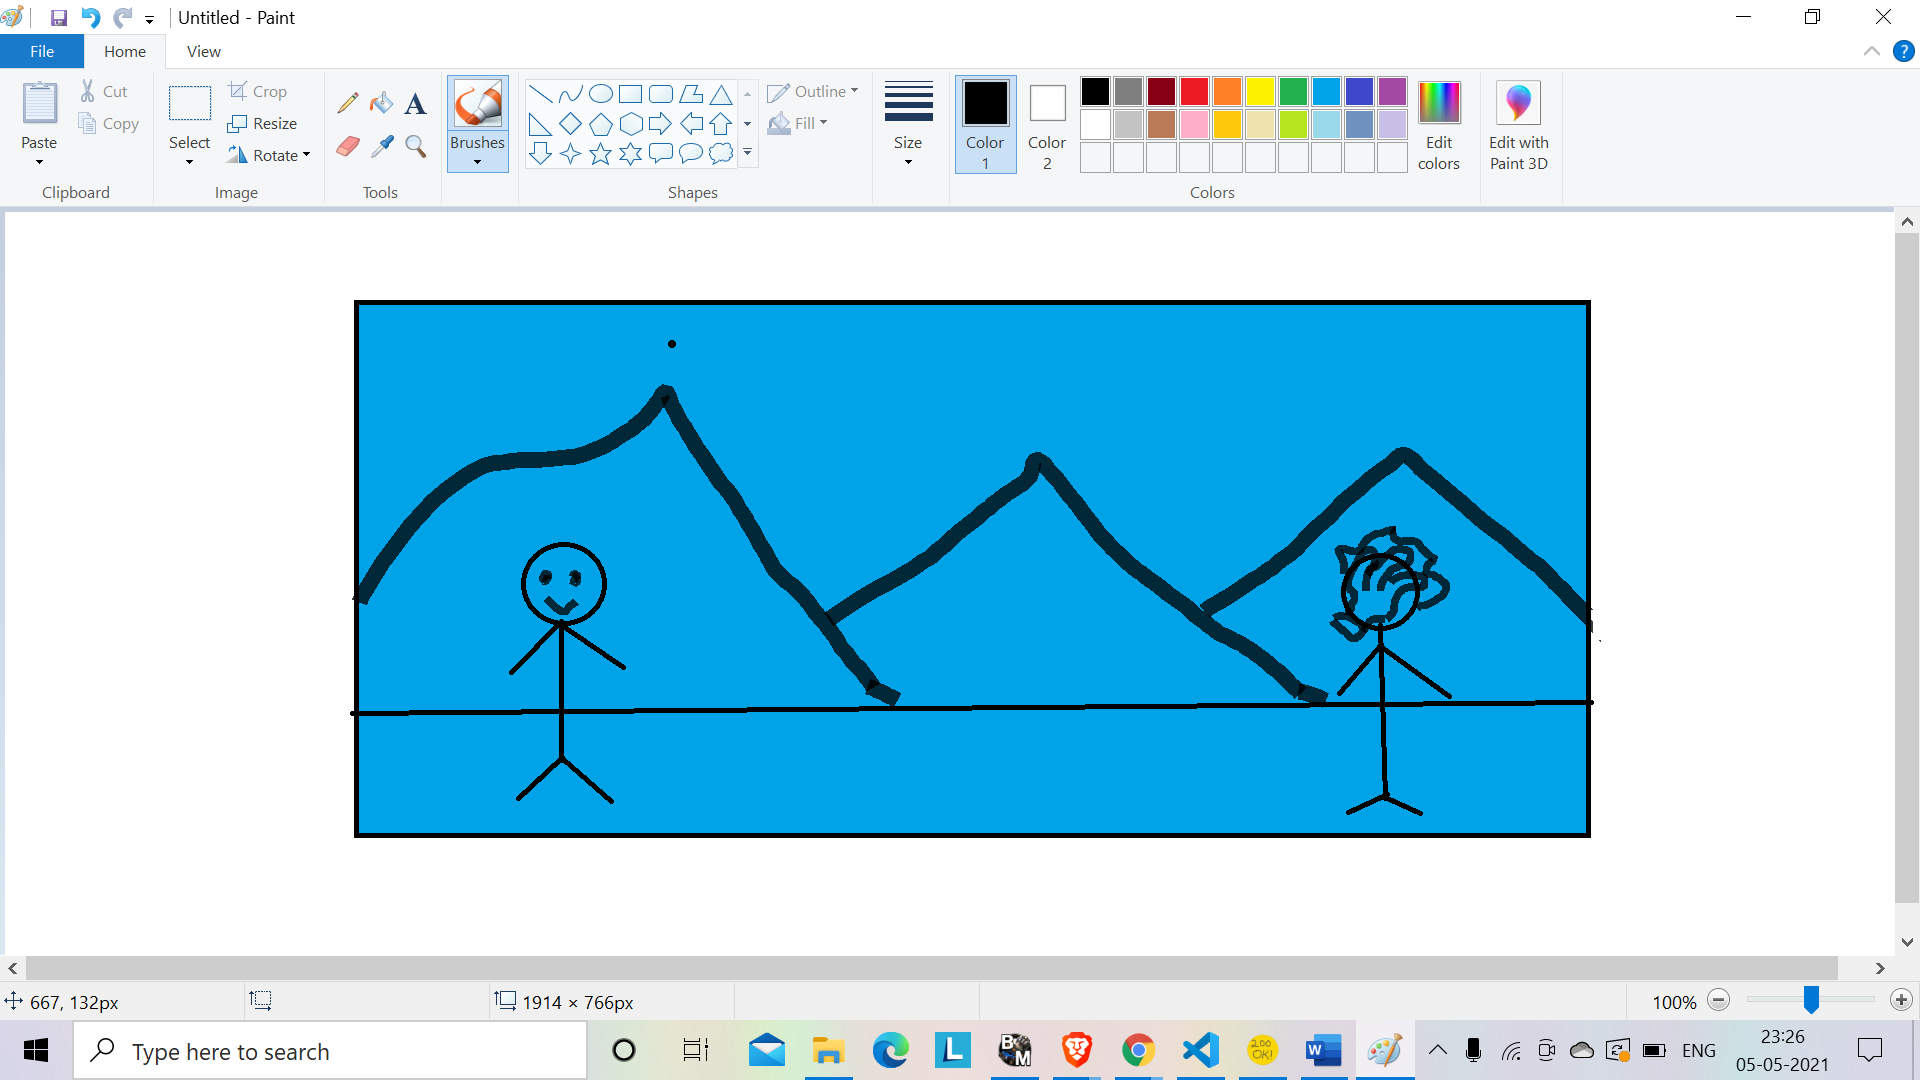 Untitled - Paint
File Home View
Paste
Cut
Copy
Clipboard
Select
Crop
Resize
Rotate
Image
A
Tools
Brushes
Shapes
Outline
Fill
Size
Color 1
Color 2
Colors
Edit colors
Edit with Paint 3D
?
667, 132px
1914 × 766px
100%
Type here to search
L
B
M
200 OK!
W
ENG
23:26
05-05-2021